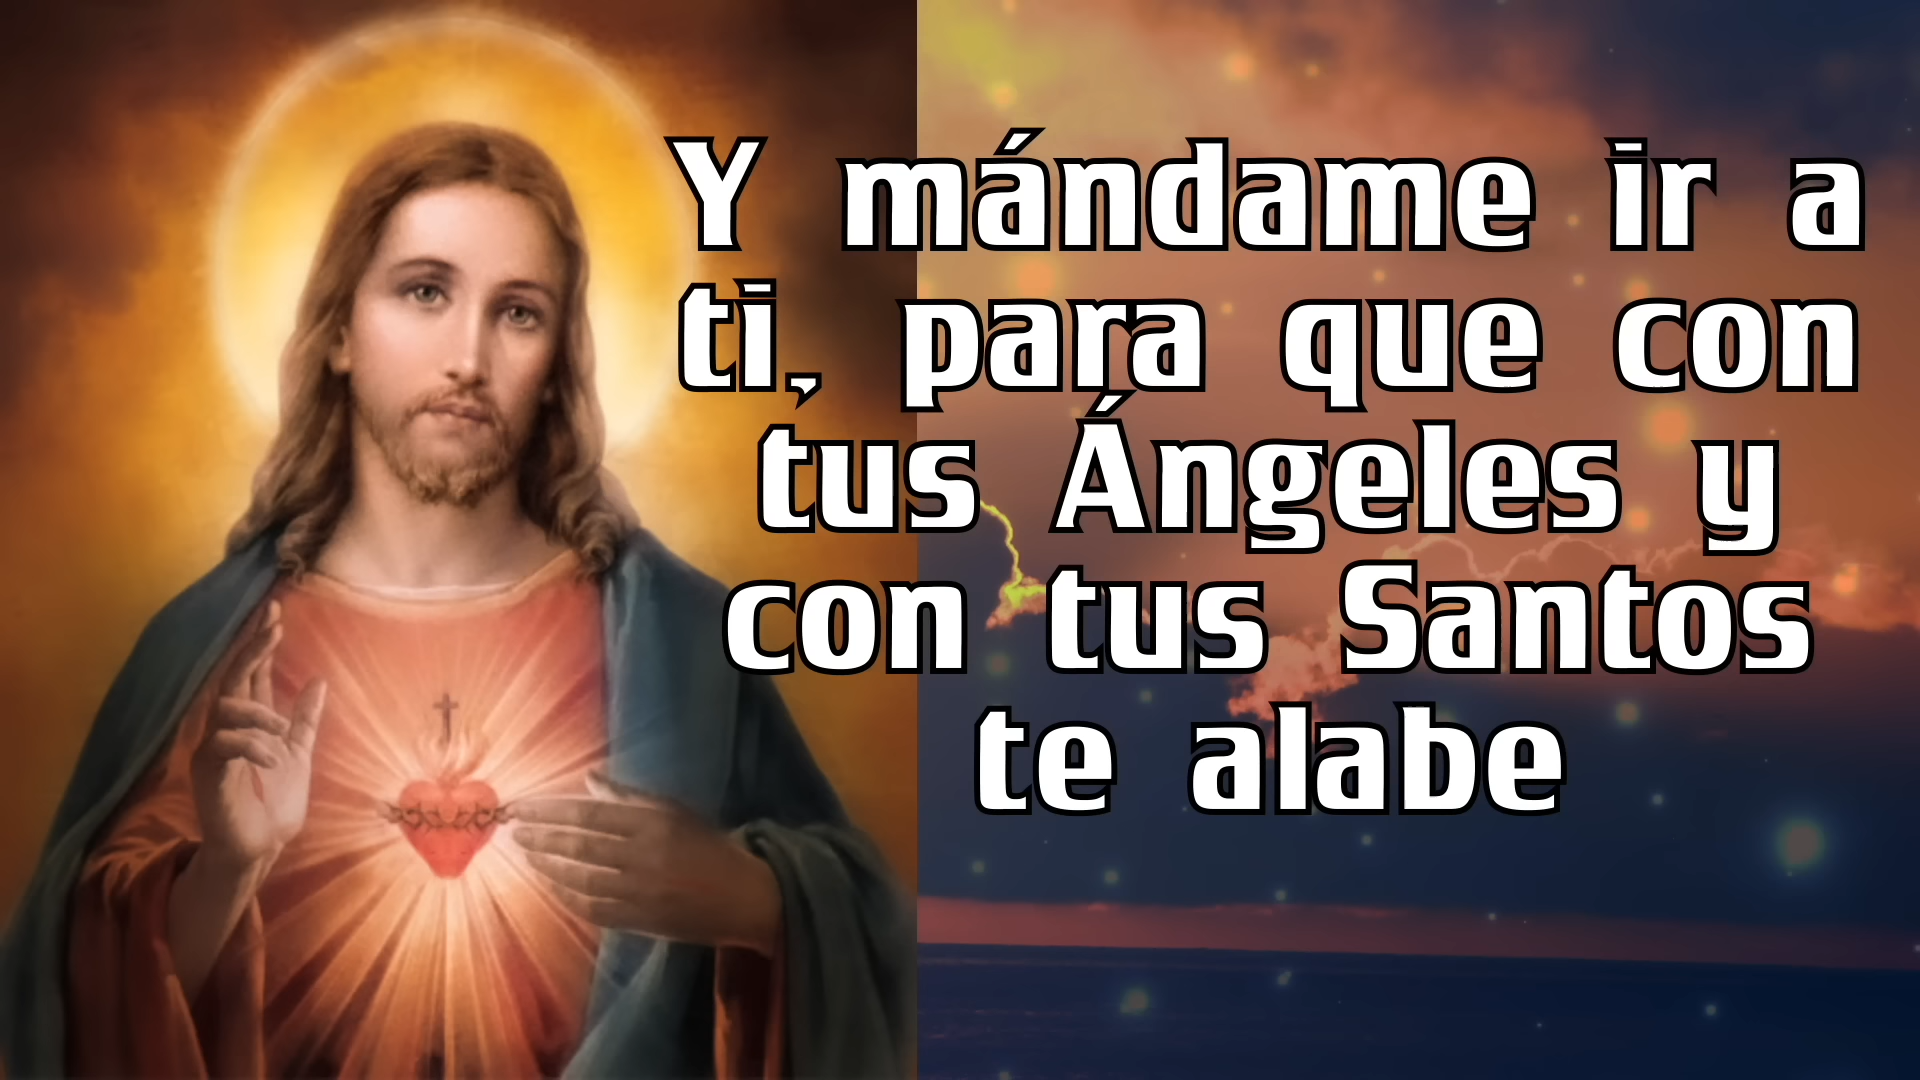 Y mándame ir a
ti, para que con
tus Ángeles y
con tus Santos
te alabe